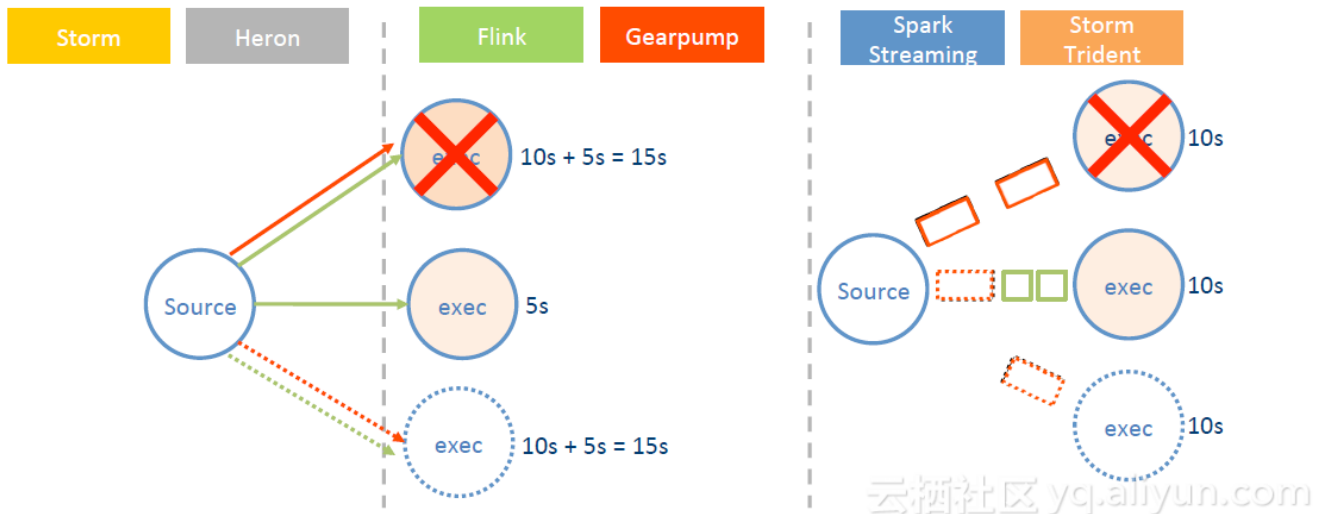 Storm
Heron
Flink
Gearpump
Spark
Streaming
Storm
Trident
exec
10s + 5s = 15s
Source
exec
5s
exec
10s + 5s = 15s
exec
10s
Source
exec
10s
exec
10s
云栖社区 yq.aliyun.com